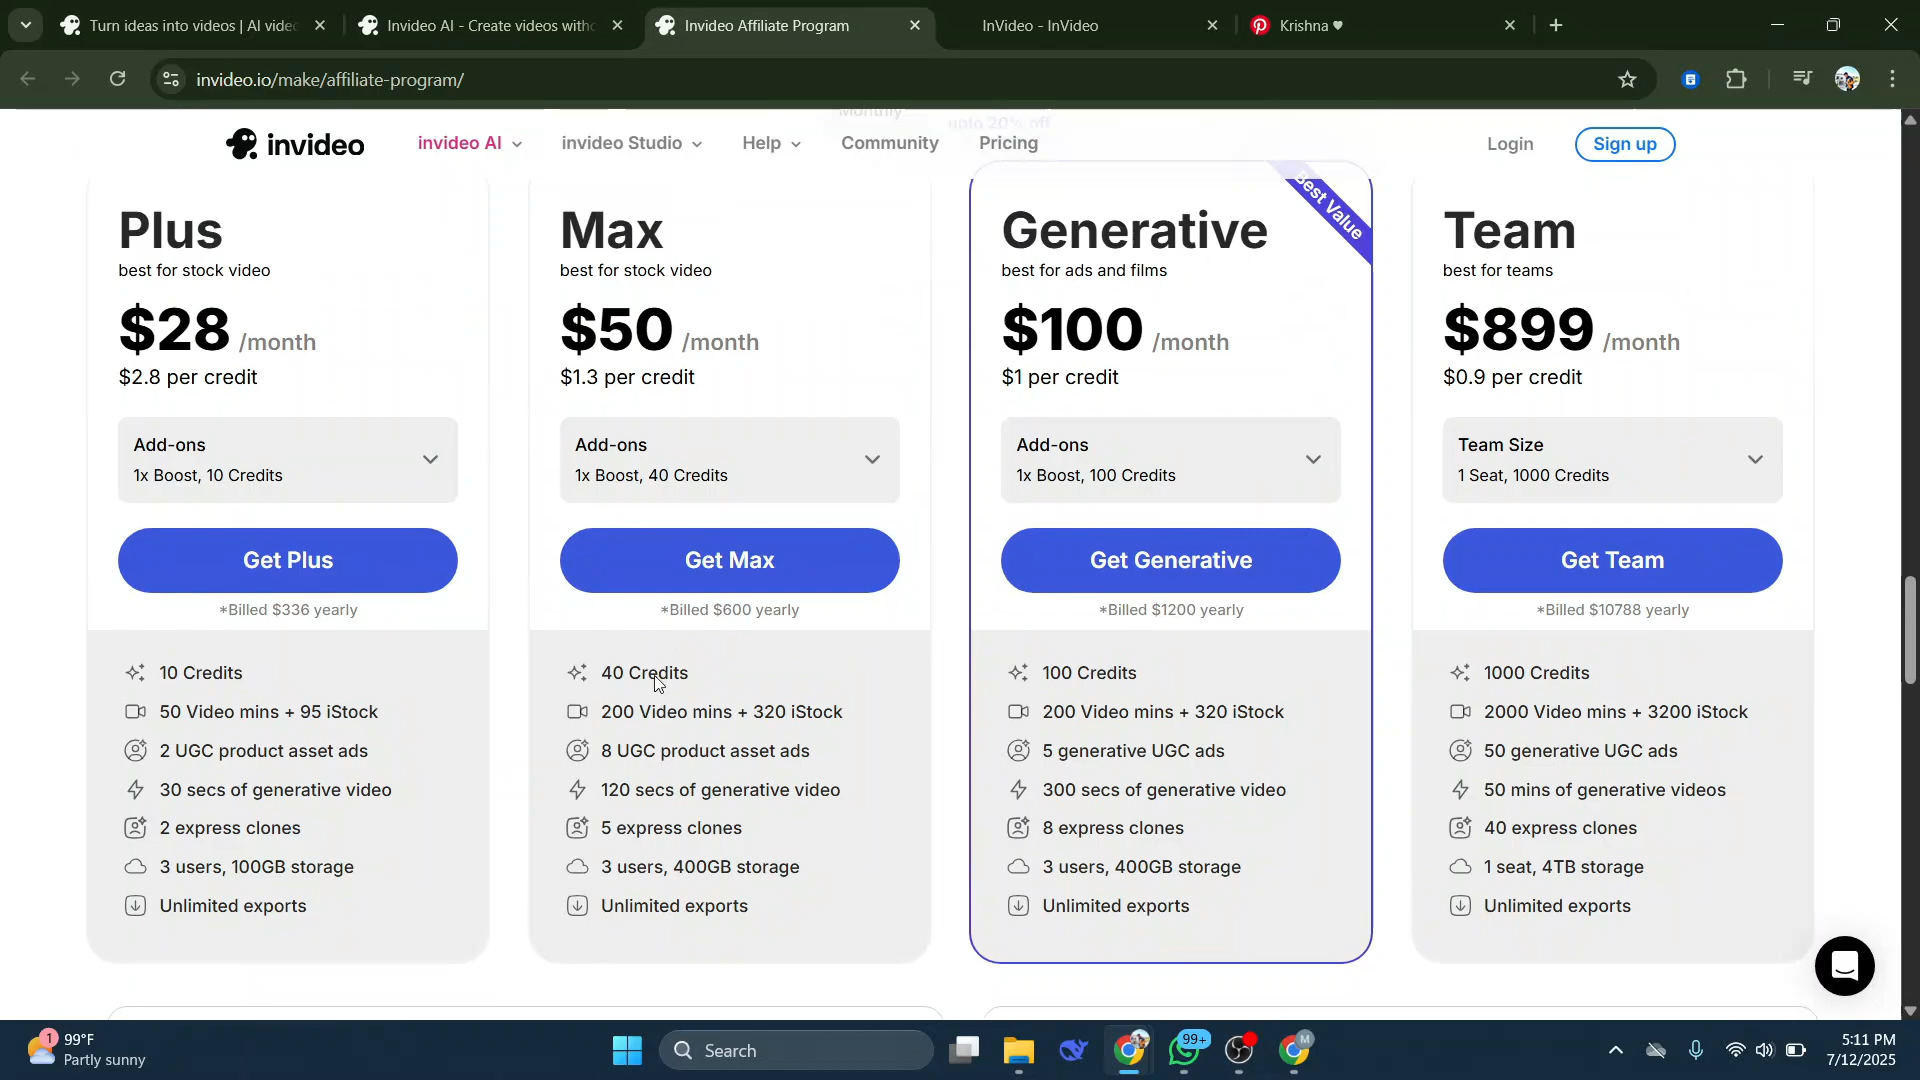 Turn ideas into videos | AI vide
Invideo AI - Create videos with
Invideo Affiliate Program
InVideo - InVideo
Krishna ♥
invideo.io/make/affiliate-program/
Monthly
upto 20% off
invideo
invideo AI
invideo Studio
Help
Community
Pricing
Login
Sign up
Plus
best for stock video
$28 /month
$2.8 per credit
Add-ons
1x Boost, 10 Credits
Get Plus
*Billed $336 yearly
10 Credits
50 Video mins + 95 iStock
2 UGC product asset ads
30 secs of generative video
2 express clones
3 users, 100GB storage
Unlimited exports
Max
best for stock video
$50 /month
$1.3 per credit
Add-ons
1x Boost, 40 Credits
Get Max
*Billed $600 yearly
40 Credits
200 Video mins + 320 iStock
8 UGC product asset ads
120 secs of generative video
5 express clones
3 users, 400GB storage
Unlimited exports
Best Value
Generative
best for ads and films
$100 /month
$1 per credit
Add-ons
1x Boost, 100 Credits
Get Generative
*Billed $1200 yearly
100 Credits
200 Video mins + 320 iStock
5 generative UGC ads
300 secs of generative video
8 express clones
3 users, 400GB storage
Unlimited exports
Team
best for teams
$899 /month
$0.9 per credit
Team Size
1 Seat, 1000 Credits
Get Team
*Billed $10788 yearly
1000 Credits
2000 Video mins + 3200 iStock
50 generative UGC ads
50 mins of generative videos
40 express clones
1 seat, 4TB storage
Unlimited exports
1
99°F
Partly sunny
Search
99+
M
5:11 PM
7/12/2025